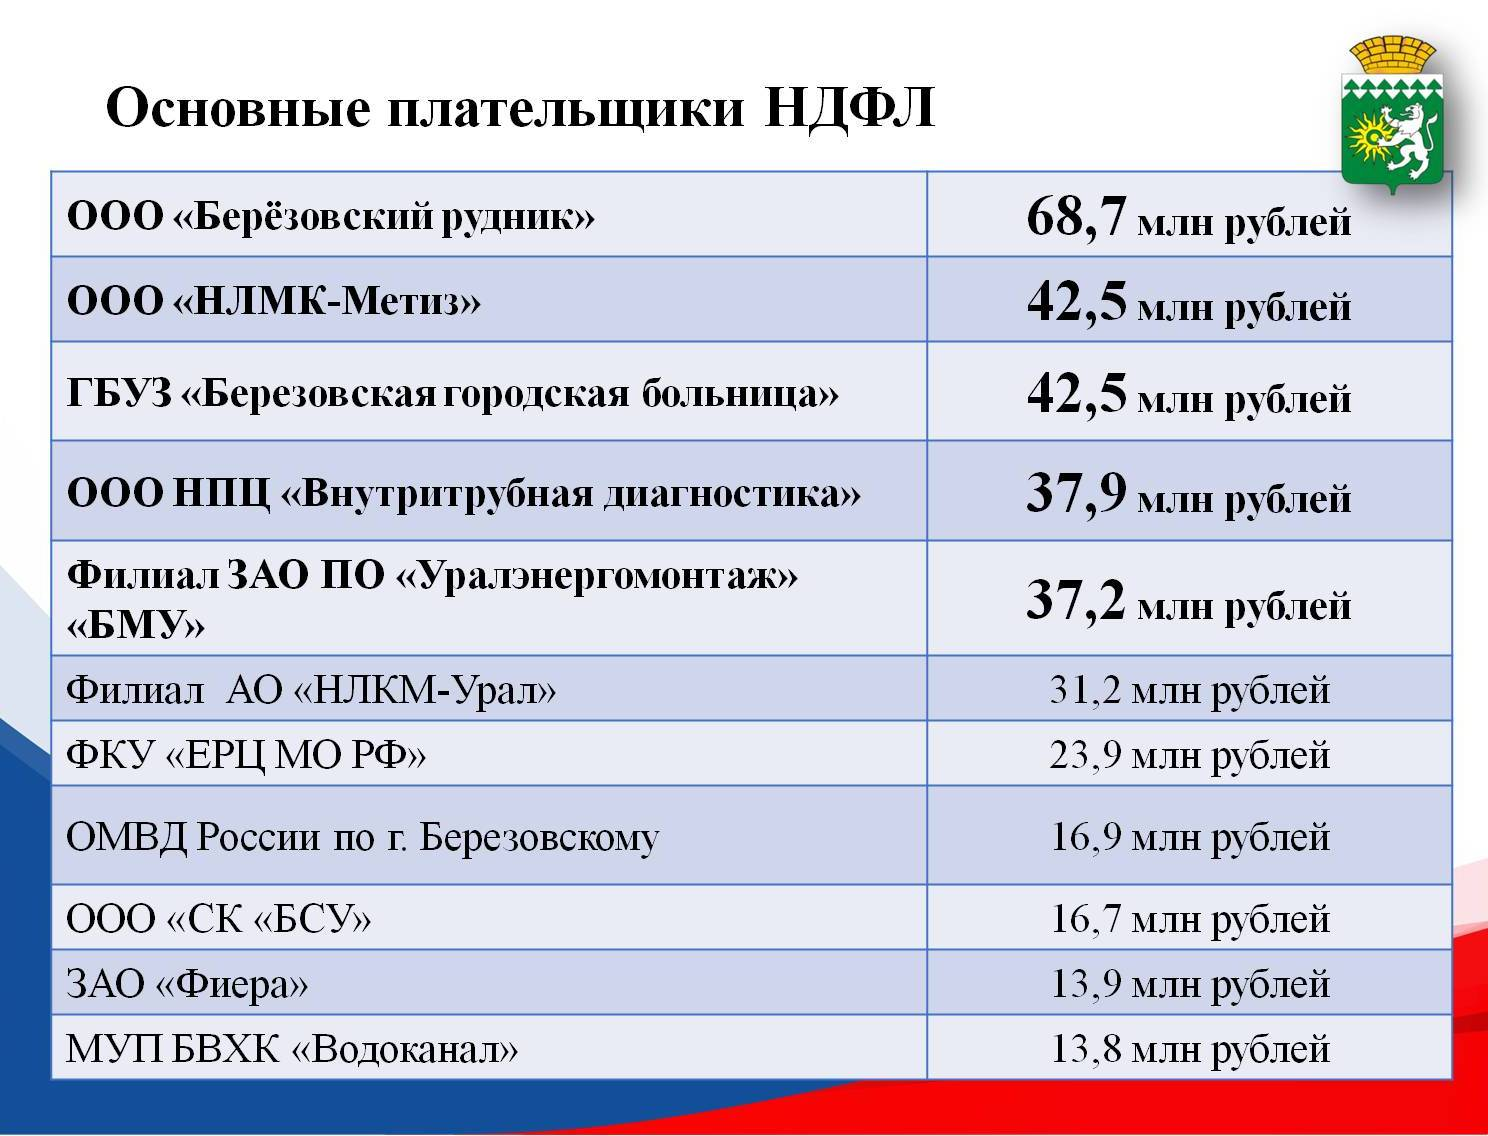 Основные плательщики НДФЛ
ООО «Берёзовский рудник» 68,7 млн рублей
ООО «НЛМК-Метиз» 42,5 млн рублей
ГБУЗ «Березовская городская больница» 42,5 млн рублей
ООО НПЦ «Внутритрубная диагностика» 37,9 млн рублей
Филиал ЗАО ПО «Уралэнергомонтаж»
«БМУ» 37,2 млн рублей
Филиал АО «НЛКМ-Урал» 31,2 млн рублей
ФКУ «ЕРЦ МО РФ» 23,9 млн рублей
ОМВД России по г. Березовскому 16,9 млн рублей
ООО «СК «БСУ» 16,7 млн рублей
ЗАО «Фиера» 13,9 млн рублей
МУП БВХК «Водоканал» 13,8 млн рублей